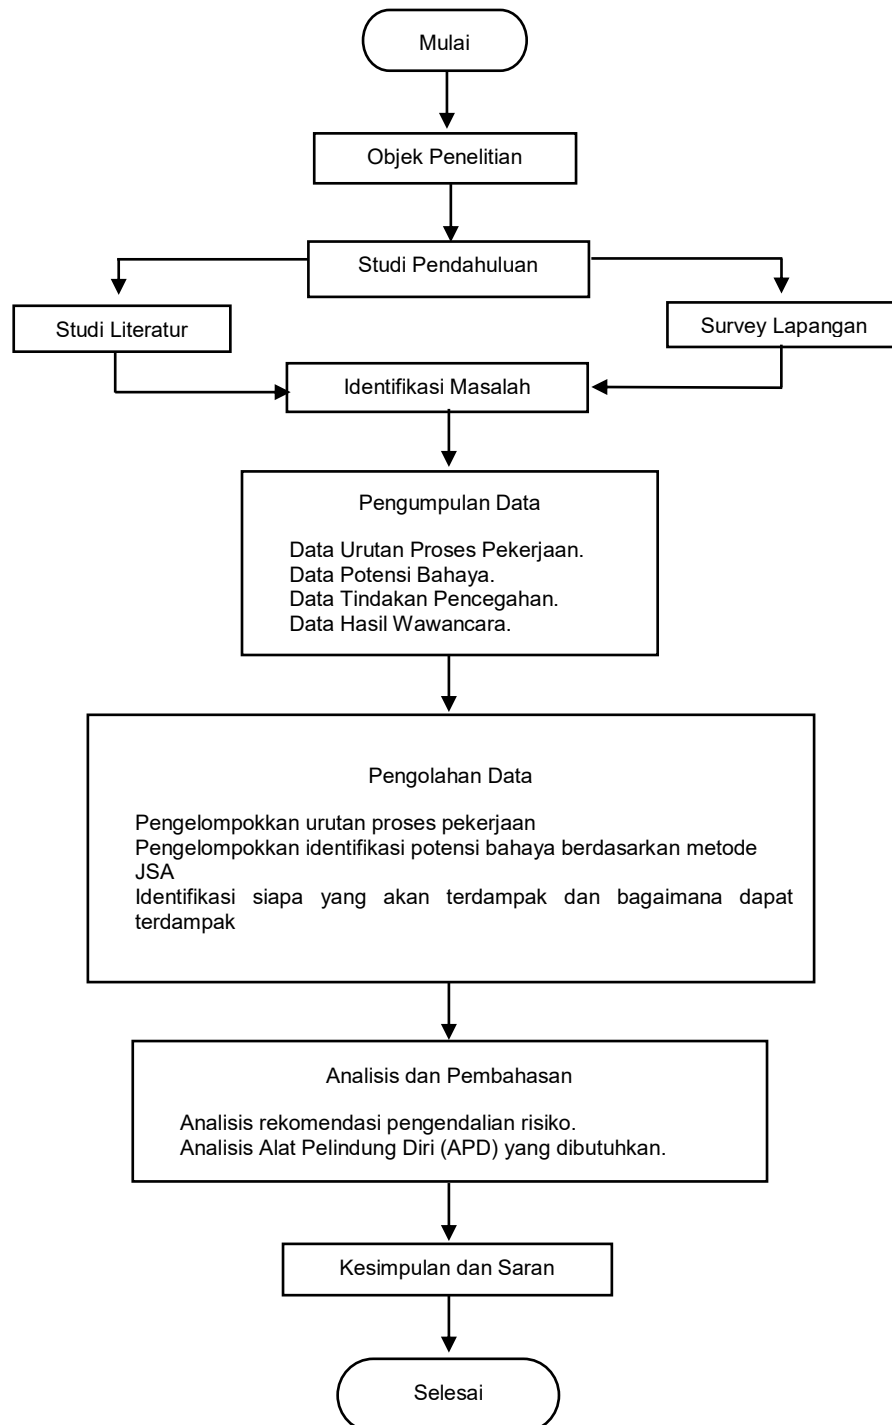 Mulai
Objek Penelitian
Studi Pendahuluan
Studi Literatur
Survey Lapangan
Identifikasi Masalah
Pengumpulan Data
Data Urutan Proses Pekerjaan.
Data Potensi Bahaya.
Data Tindakan Pencegahan.
Data Hasil Wawancara.
Pengolahan Data
Pengelompokkan urutan proses pekerjaan
Pengelompokkan identifikasi potensi bahaya berdasarkan metode
JSA
Identifikasi siapa yang akan terdampak dan bagaimana dapat
terdampak
Analisis dan Pembahasan
Analisis rekomendasi pengendalian risiko.
Analisis Alat Pelindung Diri (APD) yang dibutuhkan.
Kesimpulan dan Saran
Selesai